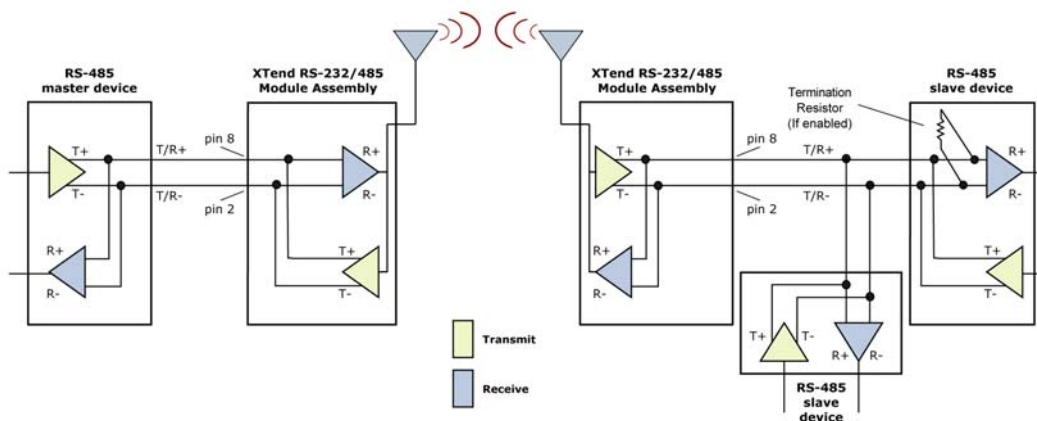 RS-485
master device
XTend RS-232/485
Module Assembly
XTend RS-232/485
Module Assembly
RS-485
slave device
Termination
Resistor
(If enabled)
T+
T-
R+
R-
T/R+
T/R-
pin 8
pin 2
R+
R-
T+
T-
T+
T-
R+
R-
pin 8
T/R+
T/R-
pin 2
R+
R-
T+
T-
T+
T-
R+
R-
RS-485
slave
device
Transmit
Receive